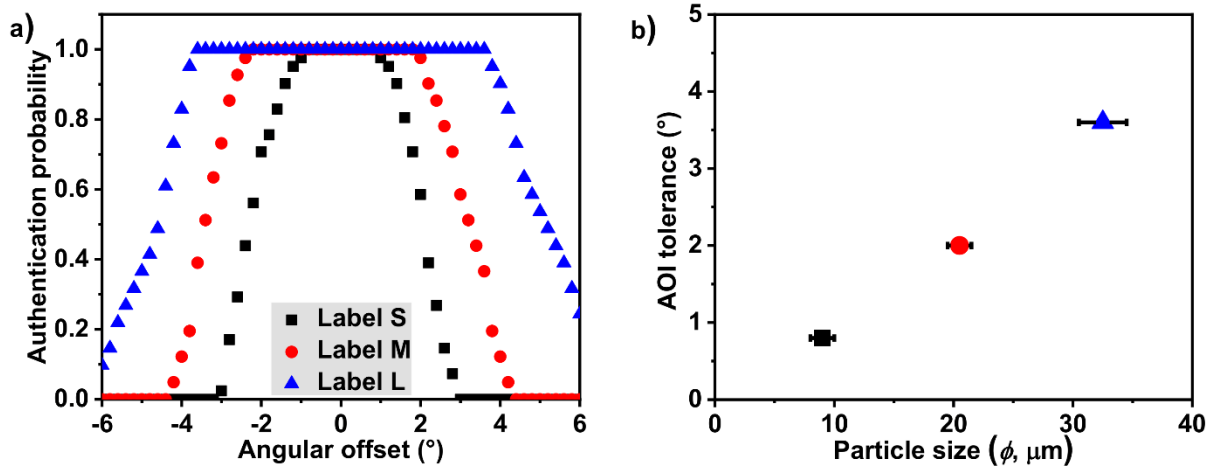 a)
Authentication probability
1.0
0.8
0.6
0.4
0.2
0.0
Label S
Label M
Label L
-6 -4 -2 0 2 4 6
Angular offset (°)
b)
AOI tolerance (°)
5
4
3
2
1
0
0 10 20 30 40
Particle size (ϕ, μm)